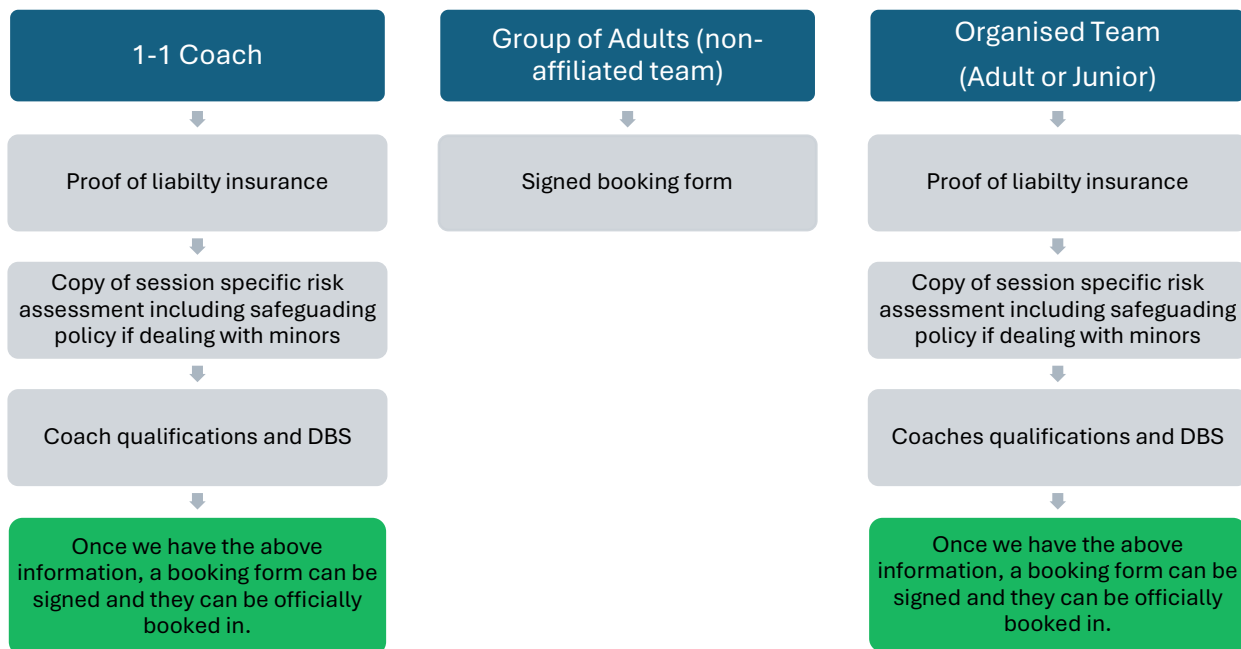 1-1 Coach
Proof of liabilty insurance
Copy of session specific risk
assessment including safeguading
policy if dealing with minors
Coach qualifications and DBS
Once we have the above
information, a booking form can be
signed and they can be officially
booked in.
Group of Adults (non-
affiliated team)
Signed booking form
Organised Team
(Adult or Junior)
Proof of liabilty insurance
Copy of session specific risk
assessment including safeguading
policy if dealing with minors
Coaches qualifications and DBS
Once we have the above
information, a booking form can be
signed and they can be officially
booked in.